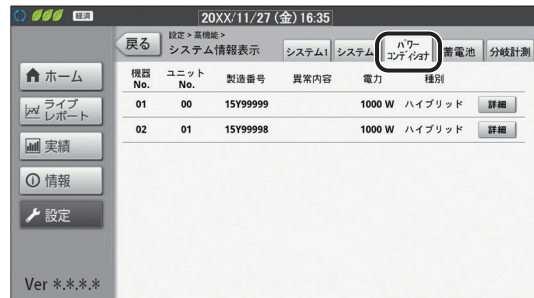 経済
20XX/11/27 (金) 16:35
戻る
設定 > 高機能 >
システム情報表示
システム1
システム
パワー
コンディショナ
蓄電池
分岐計測
ホーム
ライブ
レポート
実績
情報
設定
Ver *.*.*.*
機器 ユニット 製造番号 異常内容 電力 種別
No. No.
01 00 15Y99999 1000 W ハイブリッド 詳細
02 01 15Y99998 1000 W ハイブリッド 詳細